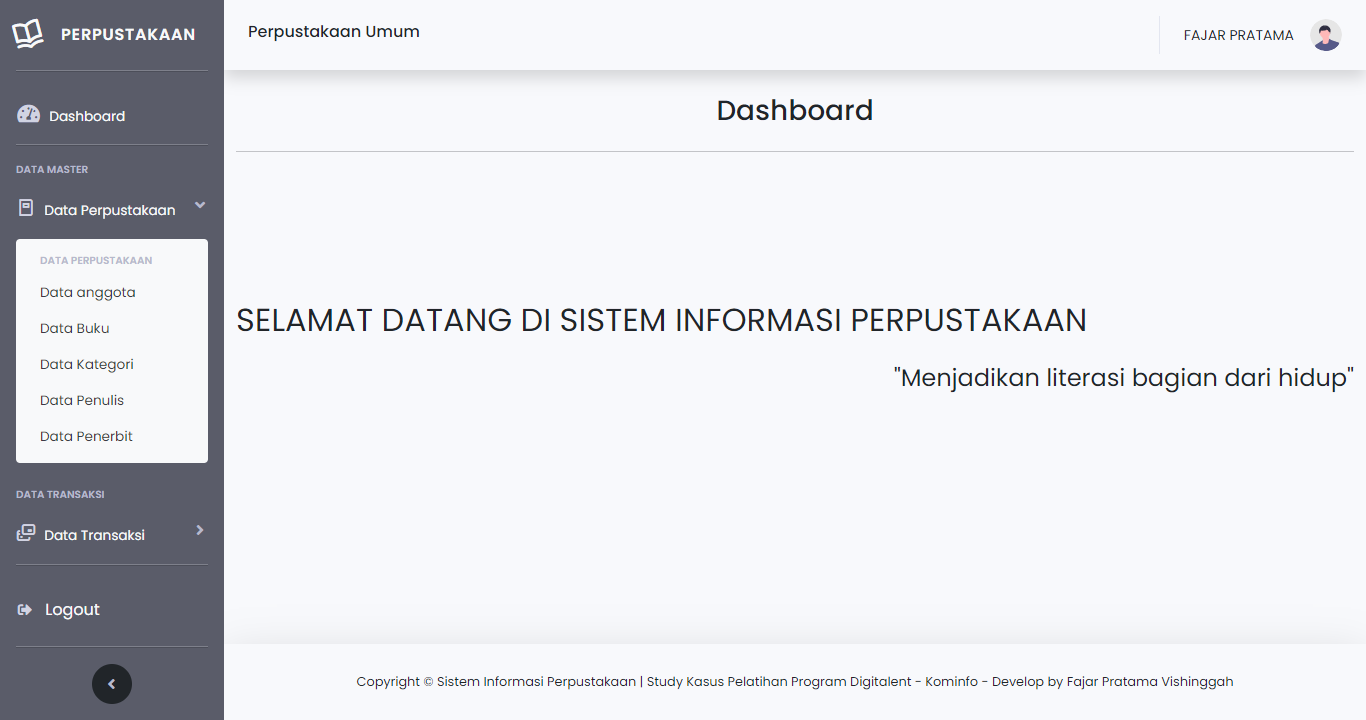 PERPUSTAKAAN
Dashboard
DATA MASTER
Data Perpustakaan
DATA PERPUSTAKAAN
Data anggota
Data Buku
Data Kategori
Data Penulis
Data Penerbit
DATA TRANSAKSI
Data Transaksi
Logout
Perpustakaan Umum
FAJAR PRATAMA
Dashboard
SELAMAT DATANG DI SISTEM INFORMASI PERPUSTAKAAN
"Menjadikan literasi bagian dari hidup"
Copyright © Sistem Informasi Perpustakaan | Study Kasus Pelatihan Program Digitalent - Kominfo - Develop by Fajar Pratama Vishinggah